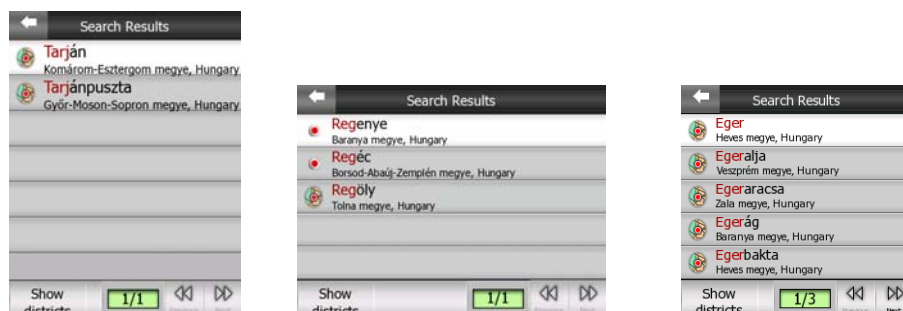 Search Results
Tarján
Komárom-Esztergom megye, Hungary
Tarjánpuszta
Győr-Moson-Sopron megye, Hungary
Show
districts
1/1
Search Results
Regenye
Baranya megye, Hungary
Regéc
Borsod-Abaúj-Zemplén megye, Hungary
Regöly
Tolna megye, Hungary
Show
districts
1/1
Search Results
Eger
Heves megye, Hungary
Egeralja
Veszprém megye, Hungary
Egeraracsa
Zala megye, Hungary
Egerág
Baranya megye, Hungary
Egerbakta
Heves megye, Hungary
Show
districts
1/3
Next